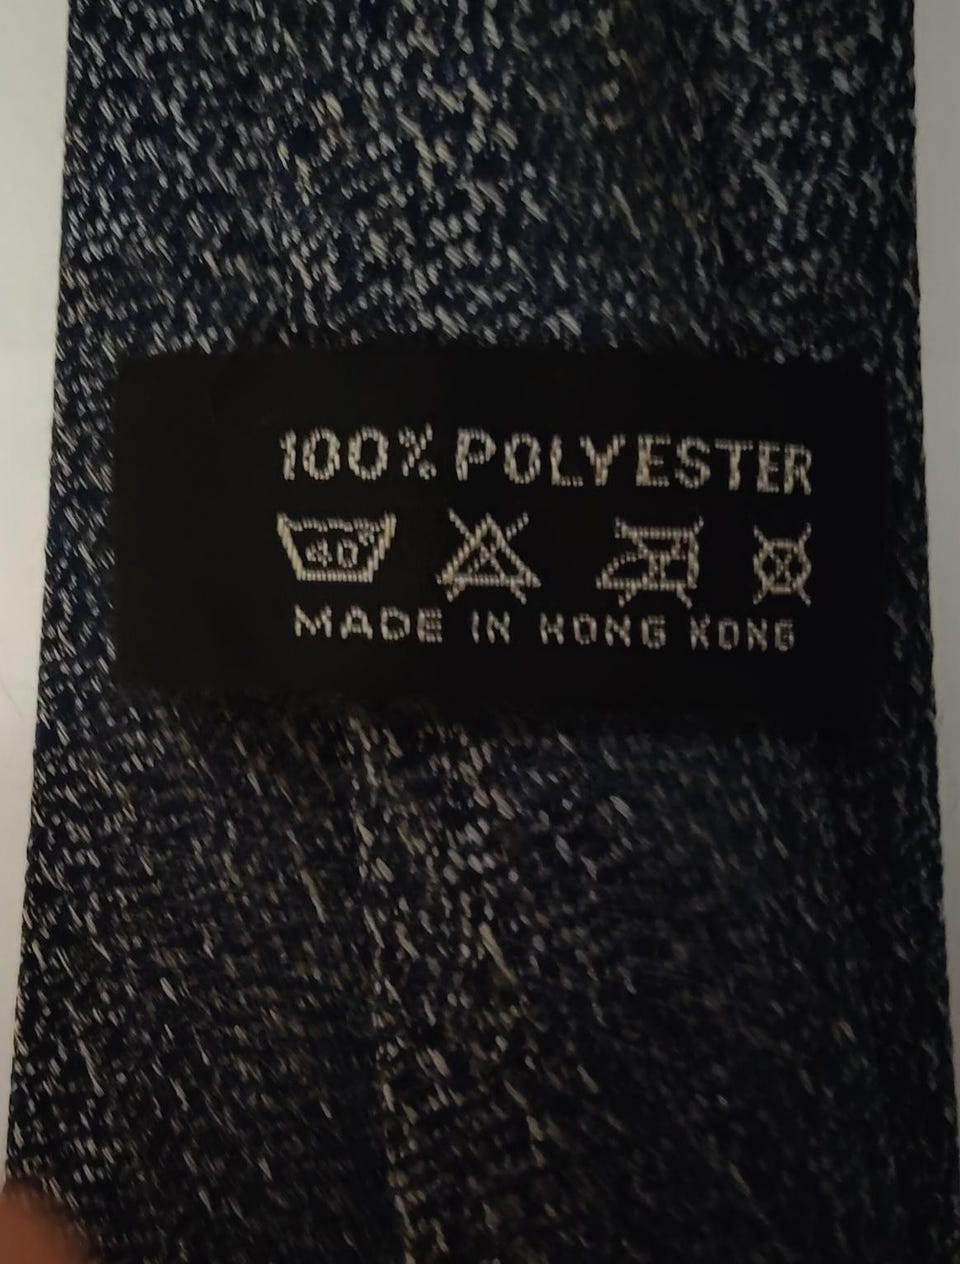 100% POLYESTER
40°
MADE IN HONG KONG